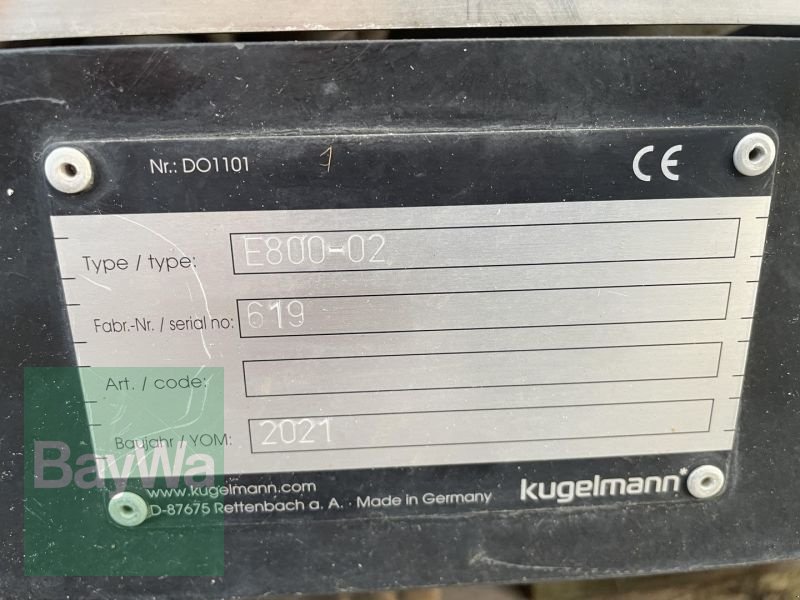 Nr.: DO1101 1 CE
Type / type: E800-02
Fabr.-Nr. / serial no: 619
Art. / code:
Baujahr / YOM: 2021
BayWa
www.kugelmann.com
D-87675 Rettenbach a. A. · Made in Germany
kugelmann*